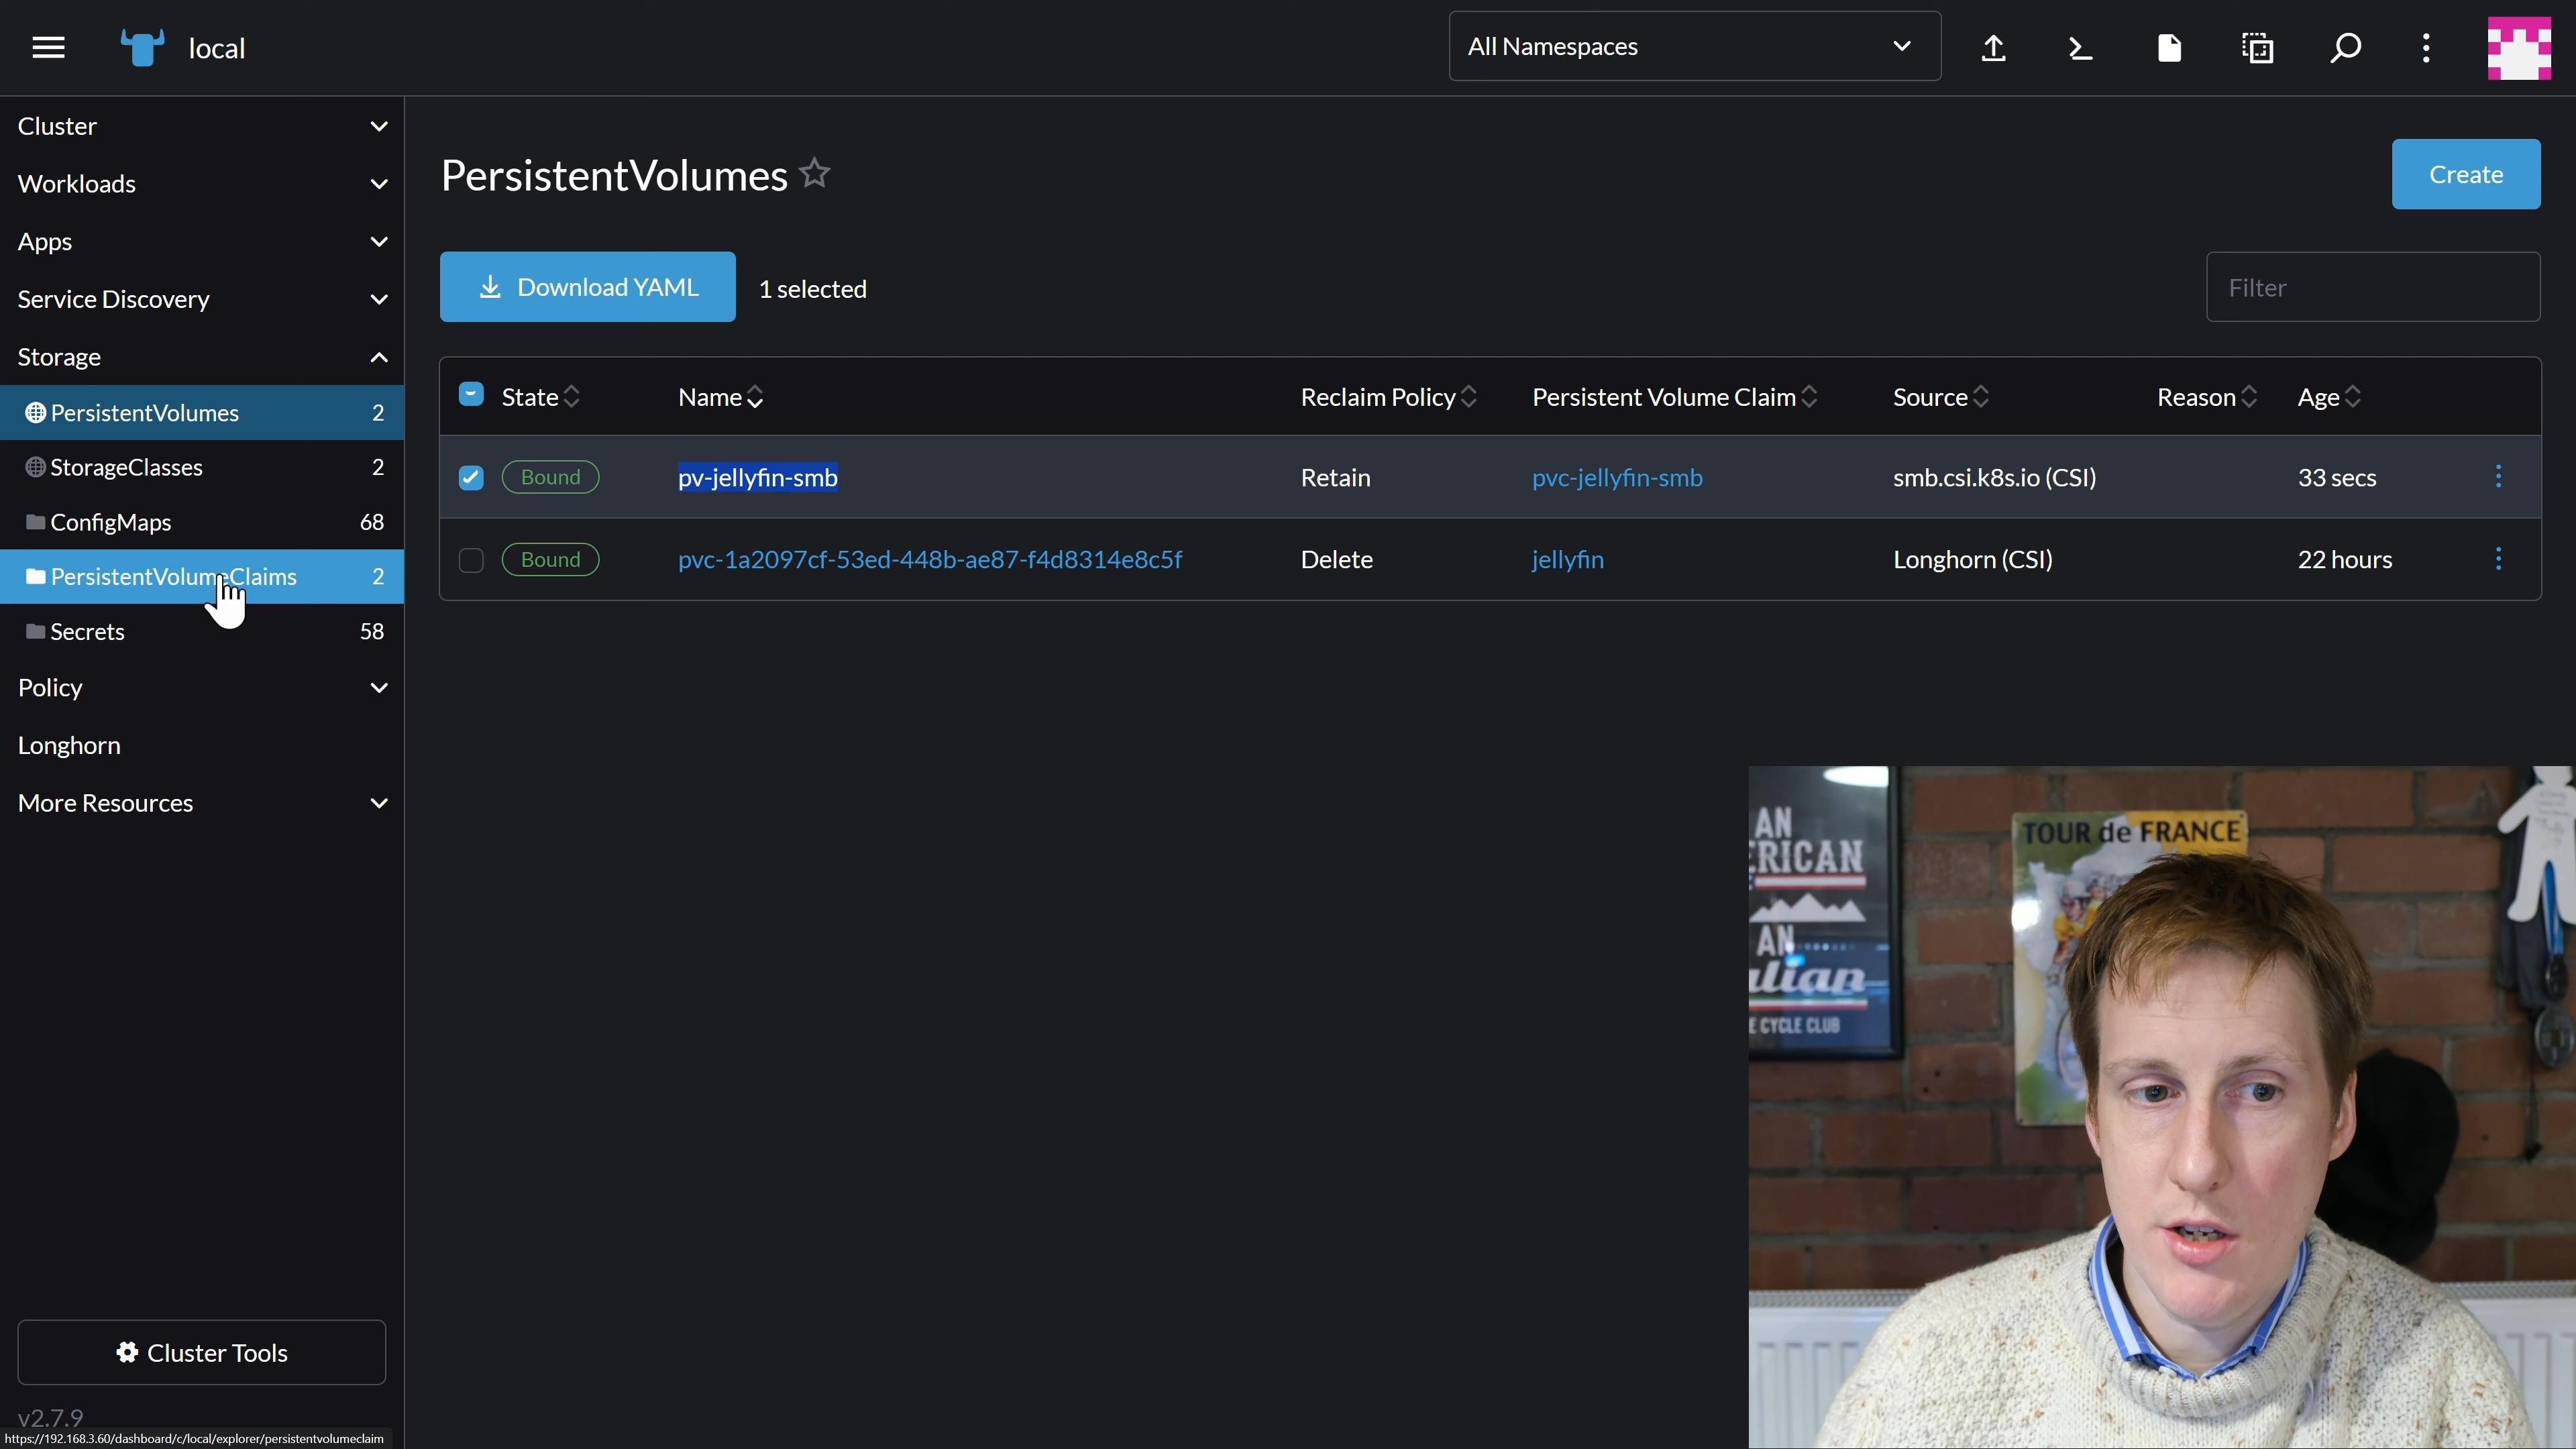 local
All Namespaces
Cluster
Workloads
Apps
Service Discovery
Storage
PersistentVolumes 2
StorageClasses 2
ConfigMaps 68
PersistentVolumeClaims 2
Secrets 58
Policy
Longhorn
More Resources
Cluster Tools
v2.7.9
https://192.168.3.60/dashboard/c/local/explorer/persistentvolumeclaim
PersistentVolumes
Create
Download YAML
1 selected
Filter
State Name Reclaim Policy Persistent Volume Claim Source Reason Age
Bound pv-jellyfin-smb Retain pvc-jellyfin-smb smb.csi.k8s.io (CSI) 33 secs
Bound pvc-1a2097cf-53ed-448b-ae87-f4d8314e8c5f Delete jellyfin Longhorn (CSI) 22 hours
AN
ERICAN
AN
alian
E CYCLE CLUB
TOUR de FRANCE